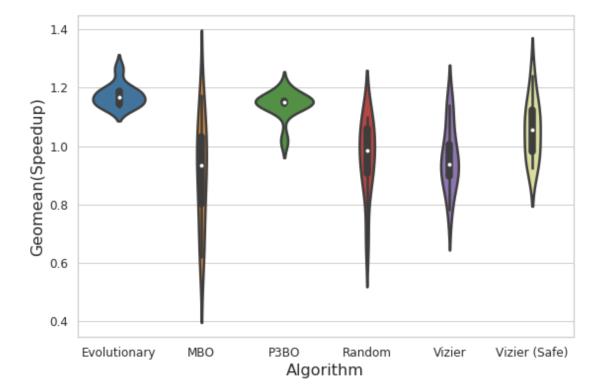 Geomean(Speedup)
1.4
1.2
1.0
0.8
0.6
0.4
Evolutionary MBO P3BO Random Vizier Vizier (Safe)
Algorithm